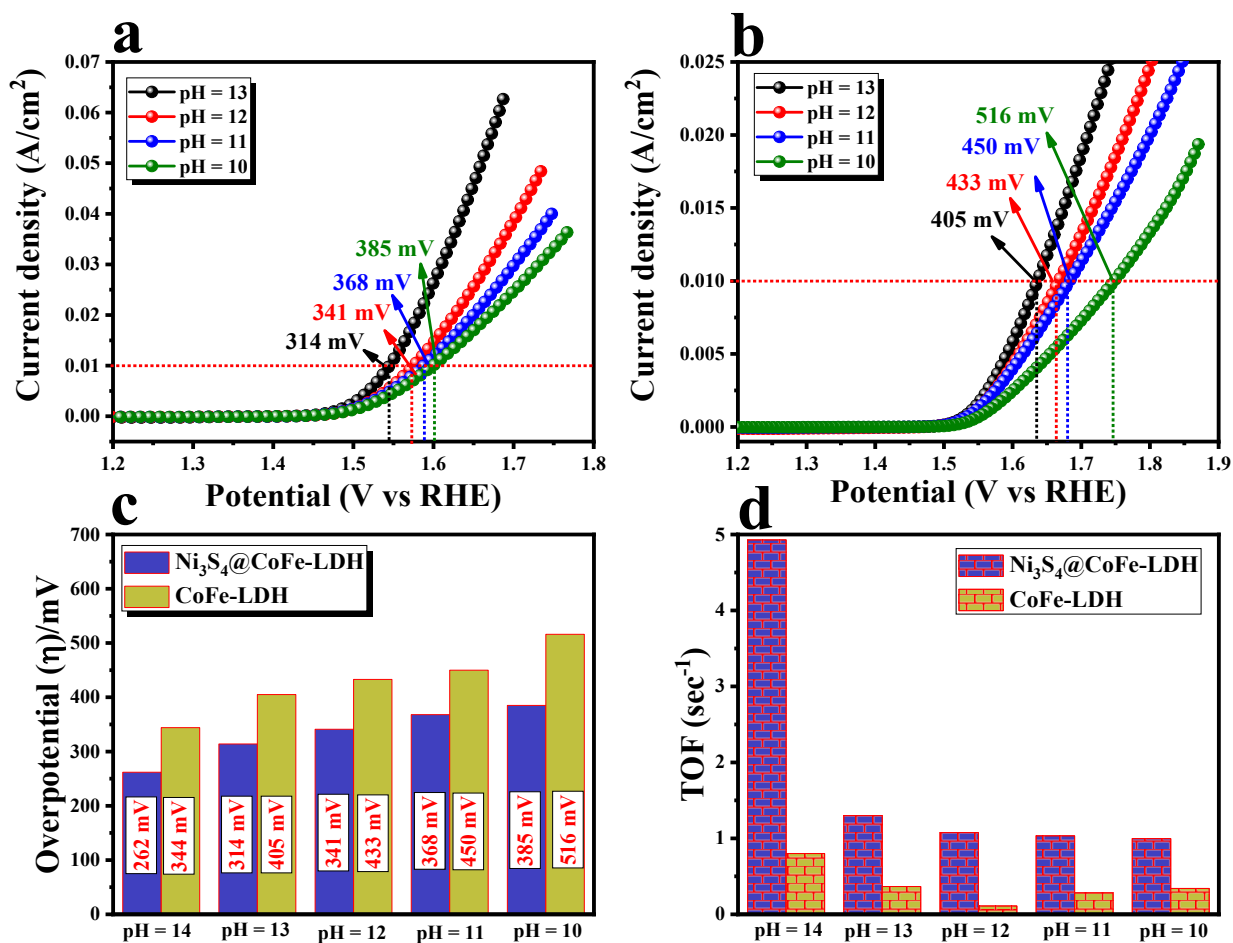 a
0.07
0.06
0.05
0.04
0.03
0.02
0.01
0.00
Current density (A/cm²)
pH = 13
pH = 12
pH = 11
pH = 10
385 mV
368 mV
341 mV
314 mV
1.2 1.3 1.4 1.5 1.6 1.7 1.8
Potential (V vs RHE)
b
0.025
0.020
0.015
0.010
0.005
0.000
Current density (A/cm²)
pH = 13
pH = 12
pH = 11
pH = 10
516 mV
450 mV
433 mV
405 mV
1.2 1.3 1.4 1.5 1.6 1.7 1.8 1.9
Potential (V vs RHE)
c
700
600
500
400
300
200
100
0
Overpotential (η)/mV
Ni₃S₄@CoFe-LDH
CoFe-LDH
262 mV 344 mV 314 mV 405 mV 341 mV 433 mV 368 mV 450 mV 385 mV 516 mV
pH = 14 pH = 13 pH = 12 pH = 11 pH = 10
d
5
4
3
2
1
0
TOF (sec⁻¹)
Ni₃S₄@CoFe-LDH
CoFe-LDH
pH = 14 pH = 13 pH = 12 pH = 11 pH = 10